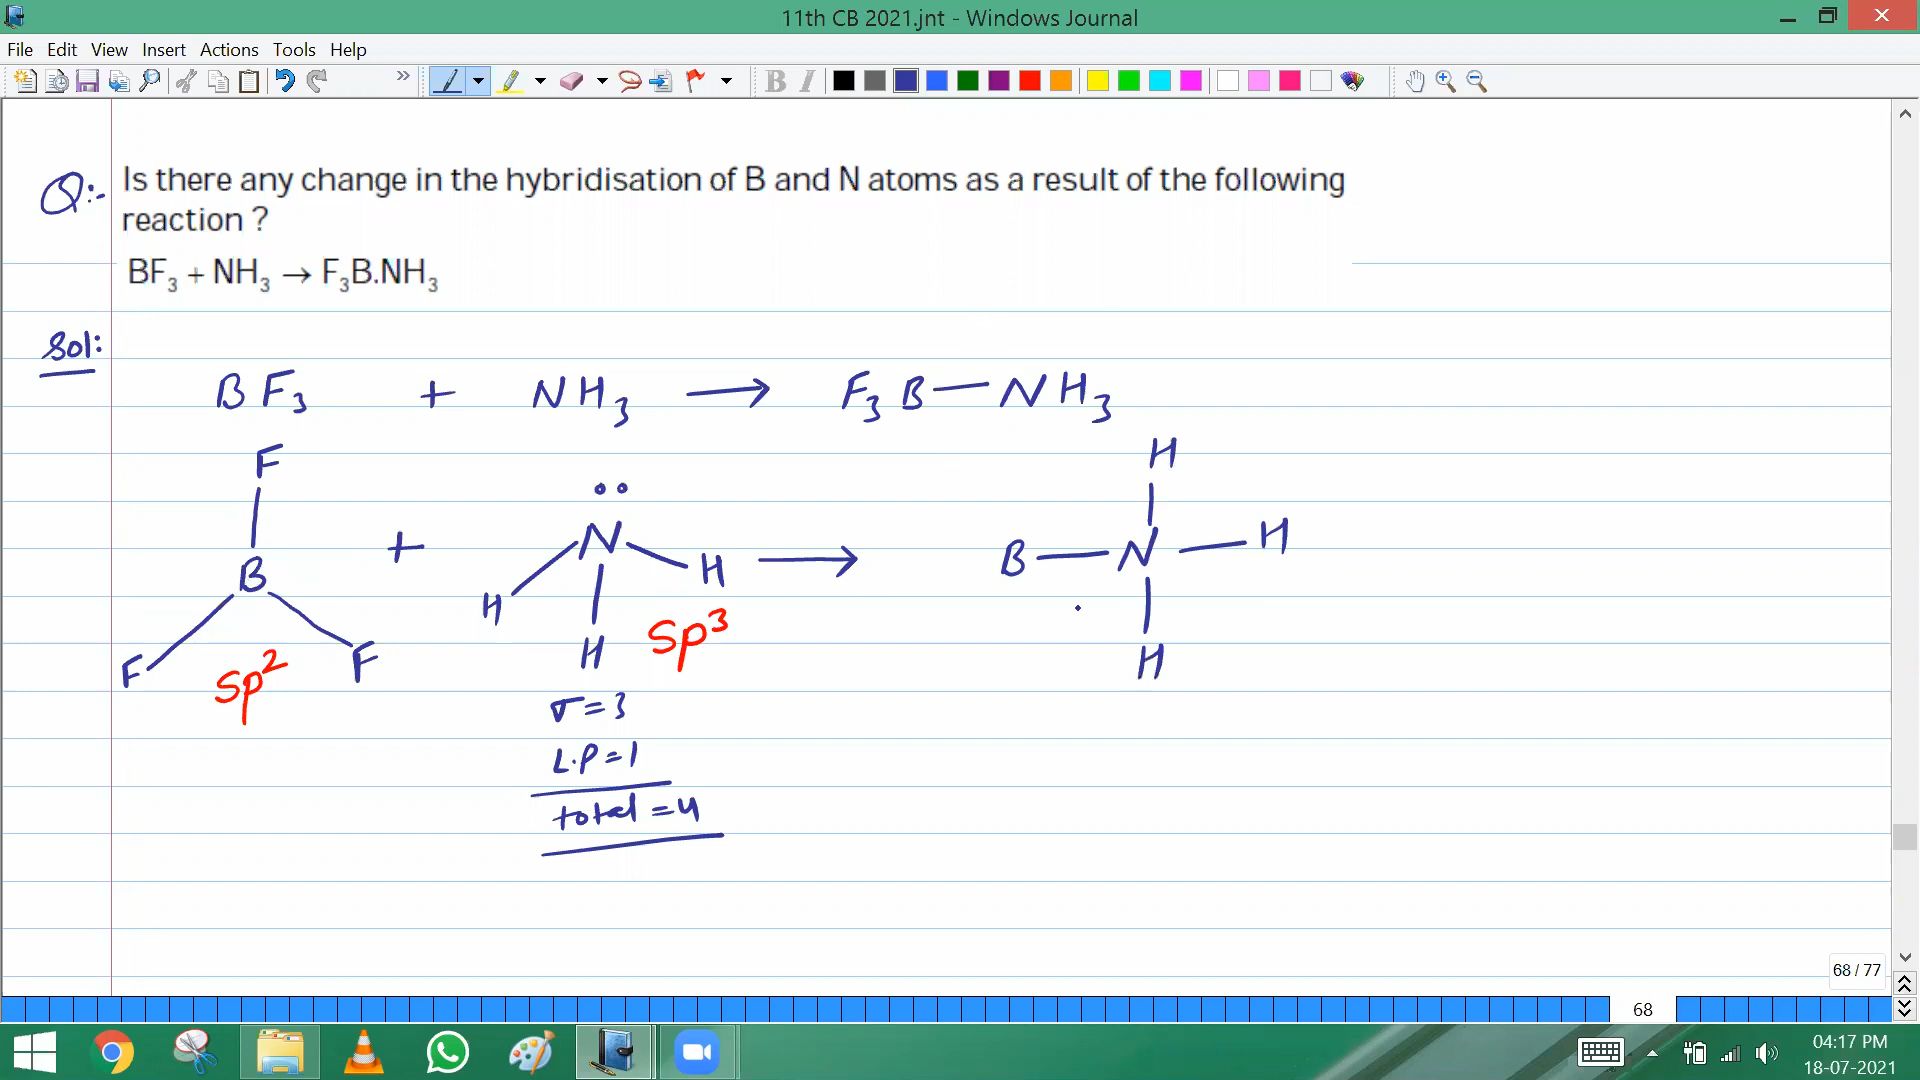 11th CB 2021.jnt - Windows Journal
File Edit View Insert Actions Tools Help
Q:- Is there any change in the hybridisation of B and N atoms as a result of the following
reaction ?
BF₃ + NH₃ → F₃B.NH₃
Sol:
BF₃ + NH₃ → F₃B—NH₃
F H
N H
B + H → B—N—H
H
F F H H
Sp² Sp³
σ=3
L.P=1
total=4
68 / 77
68
04:17 PM
18-07-2021